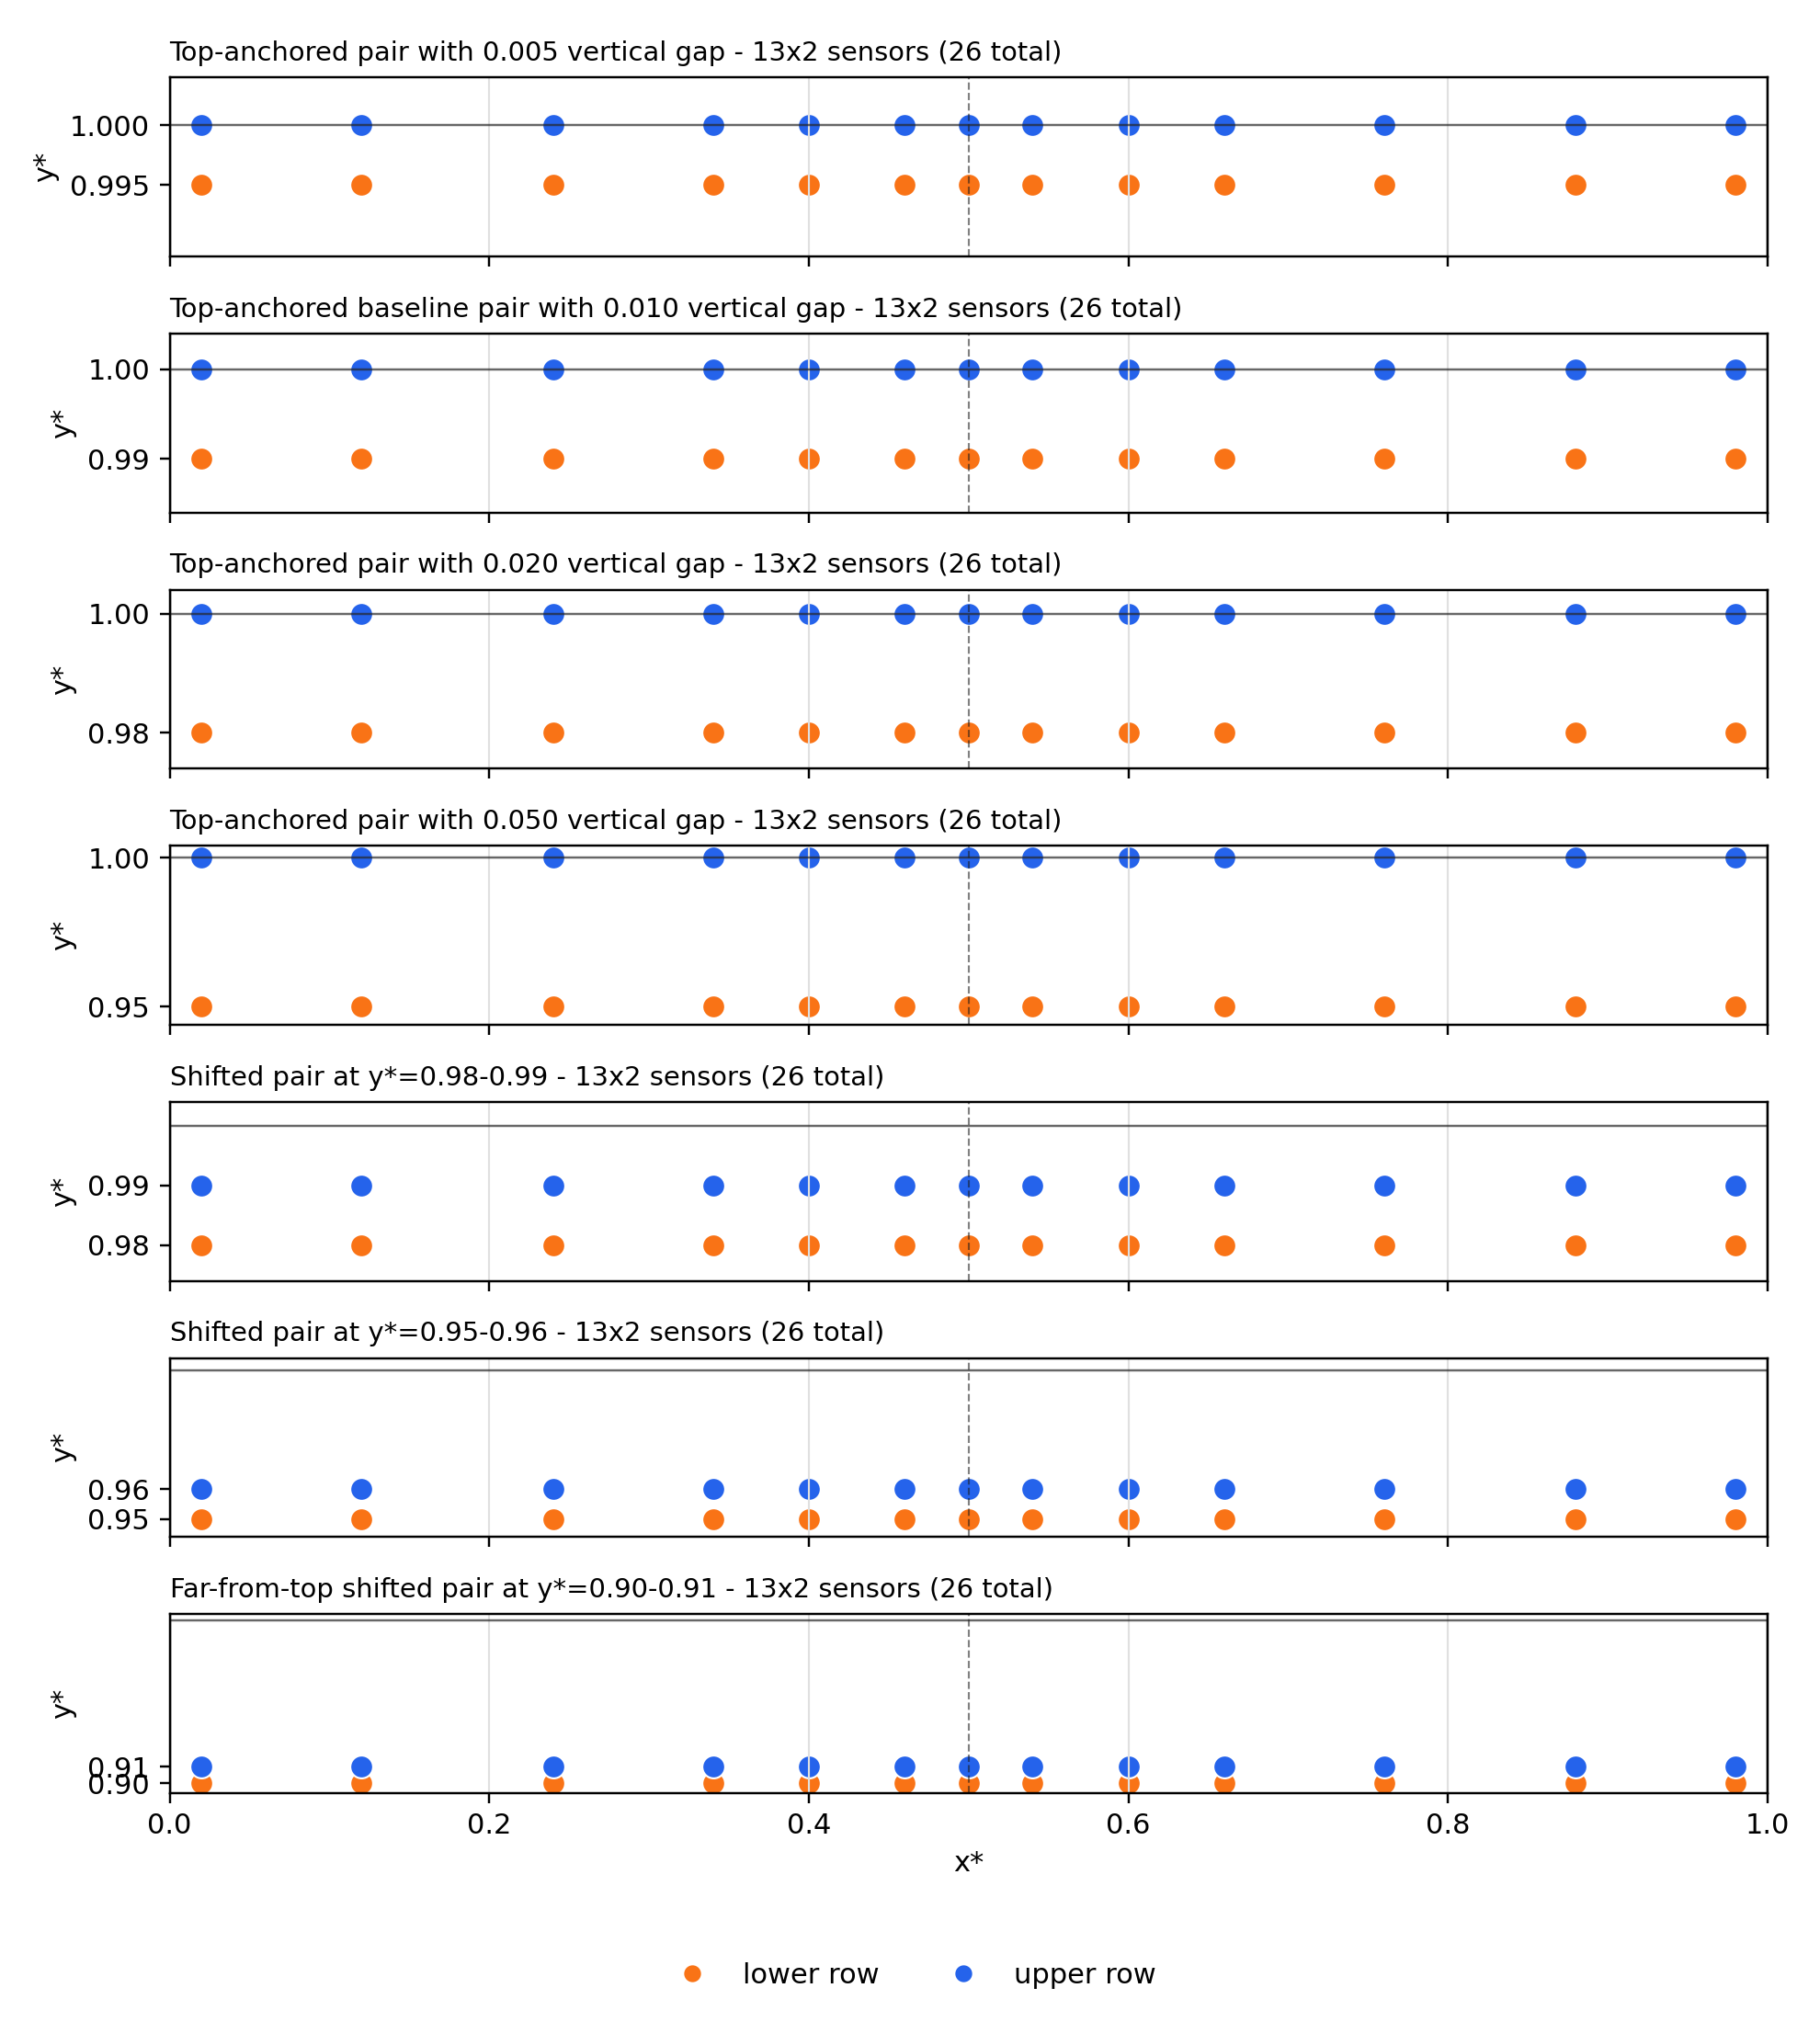 Top-anchored pair with 0.005 vertical gap - 13x2 sensors (26 total)
1.000
y*
0.995
Top-anchored baseline pair with 0.010 vertical gap - 13x2 sensors (26 total)
1.00
y*
0.99
Top-anchored pair with 0.020 vertical gap - 13x2 sensors (26 total)
1.00
y*
0.98
Top-anchored pair with 0.050 vertical gap - 13x2 sensors (26 total)
1.00
y*
0.95
Shifted pair at y*=0.98-0.99 - 13x2 sensors (26 total)
0.99
y*
0.98
Shifted pair at y*=0.95-0.96 - 13x2 sensors (26 total)
y*
0.96
0.95
Far-from-top shifted pair at y*=0.90-0.91 - 13x2 sensors (26 total)
y*
0.91
0.90
0.0 0.2 0.4 0.6 0.8 1.0
x*
lower row upper row